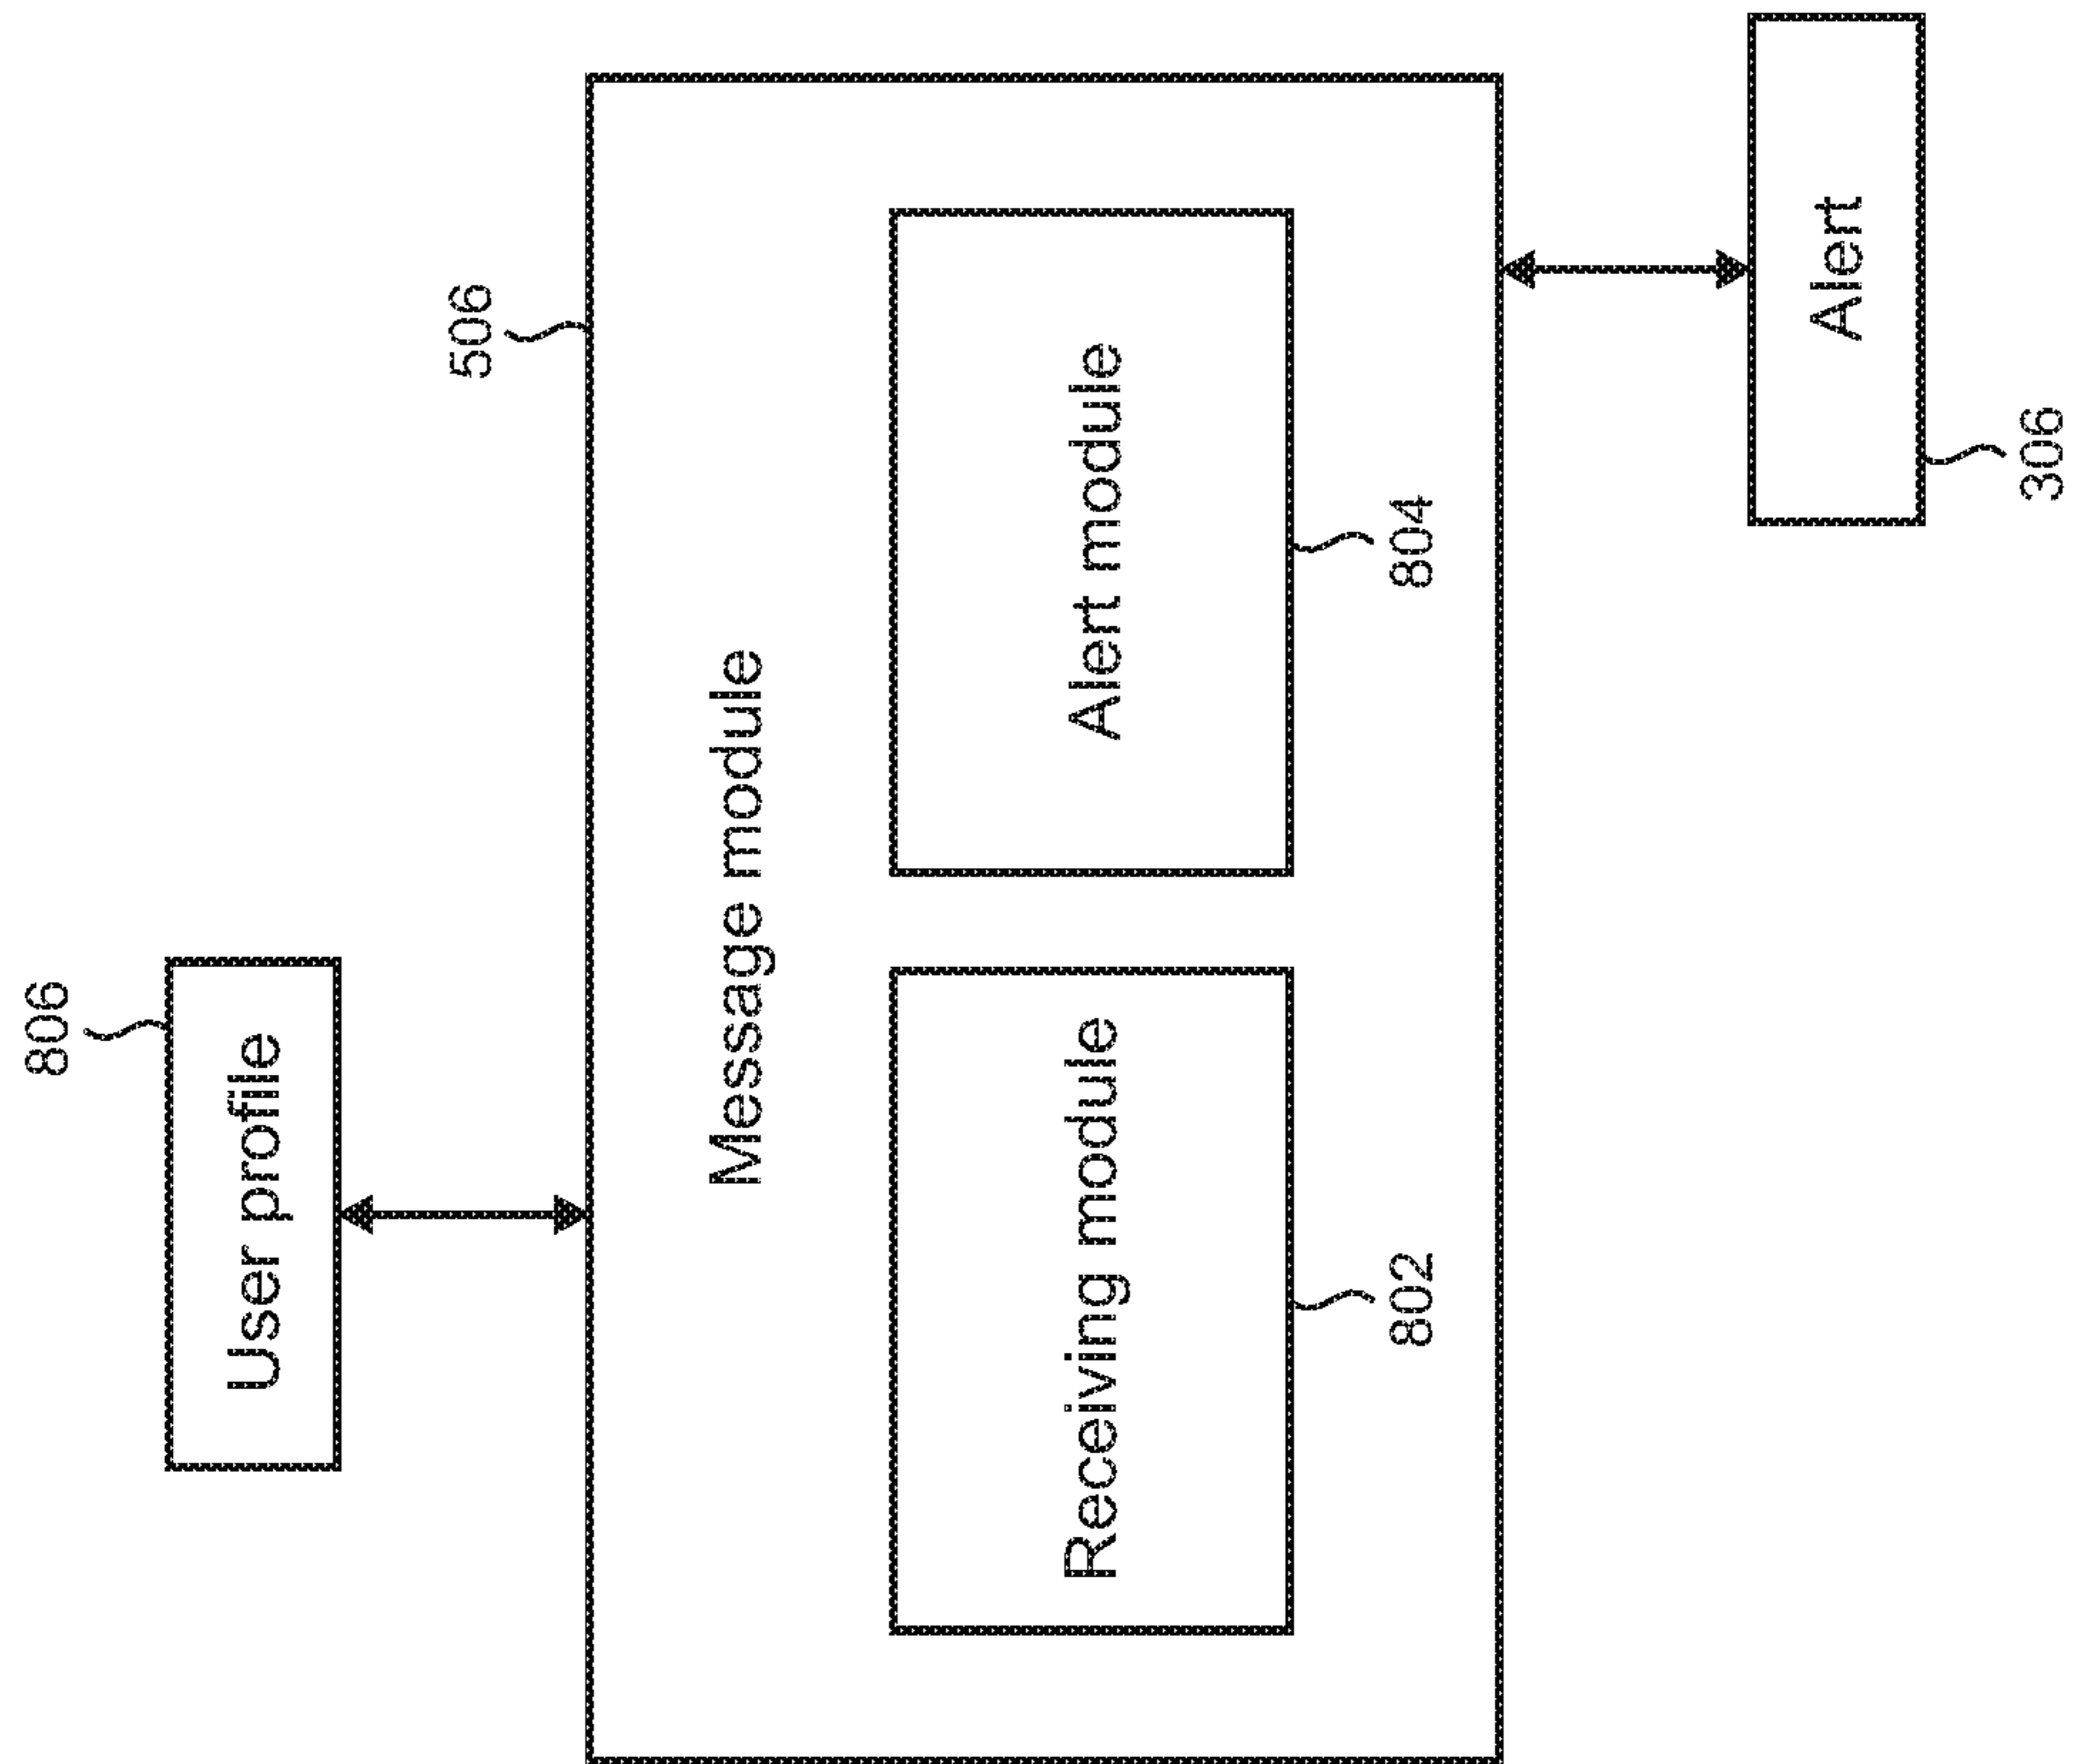 806
User profile
506
Message module
Receiving module
Alert module
802
804
Alert
306